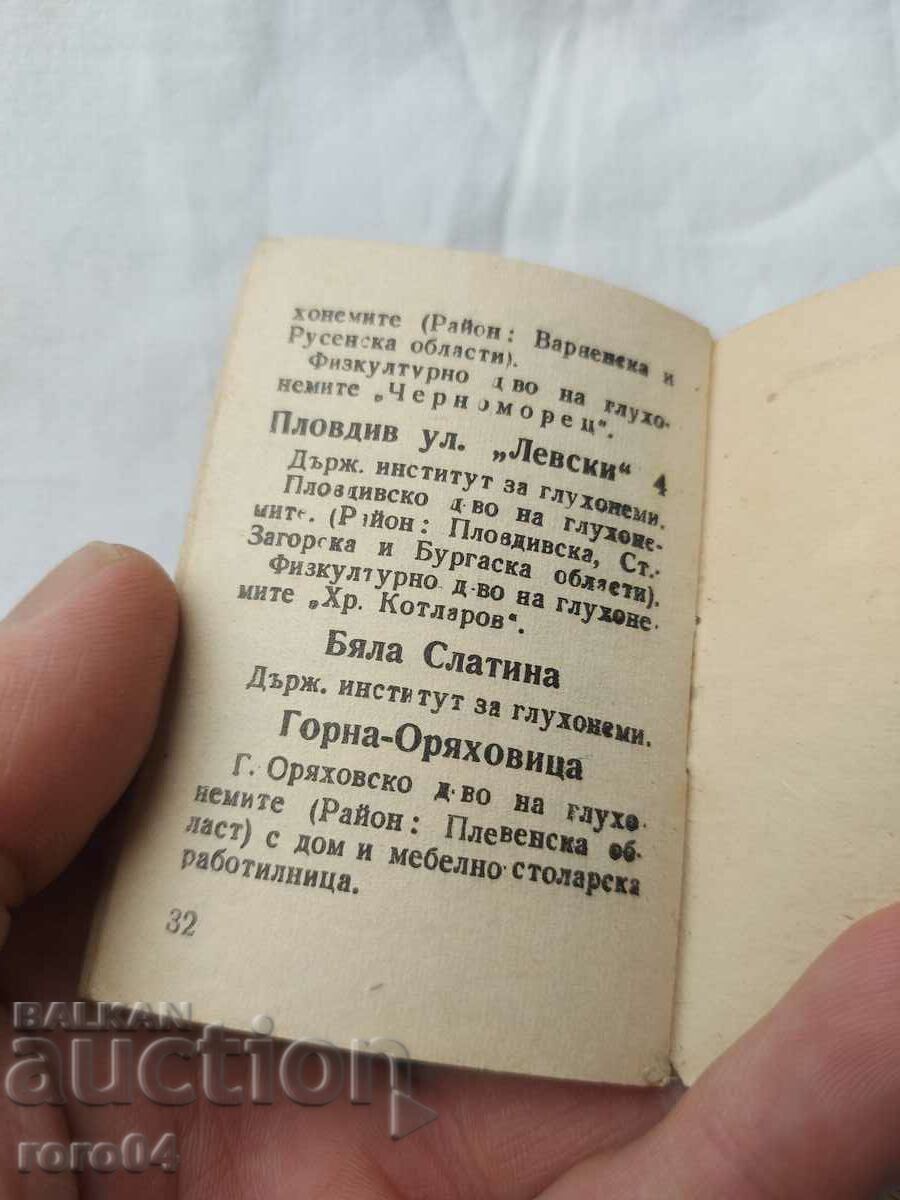 хонемите (Район: Варненска и
Русенска области).
Физкултурно д-во на глухо-
немите „Черноморец".
Пловдив ул. „Левски" 4
Държ. институт за глухонеми.
Пловдивско д-во на глухоне-
мите. (Район: Пловдивска, Ст.-
Загорска и Бургаска области).
Физкултурно д-во на глухоне-
мите „Хр. Котларов".
Бяла Слатина
Държ. институт за глухонеми.
Горна-Оряховица
Г. Оряховско д-во на глухо-
немите (Район: Плевенска об-
ласт) с дом и мебелно-столарска
работилница.
32
BALKAN
auction
roro04